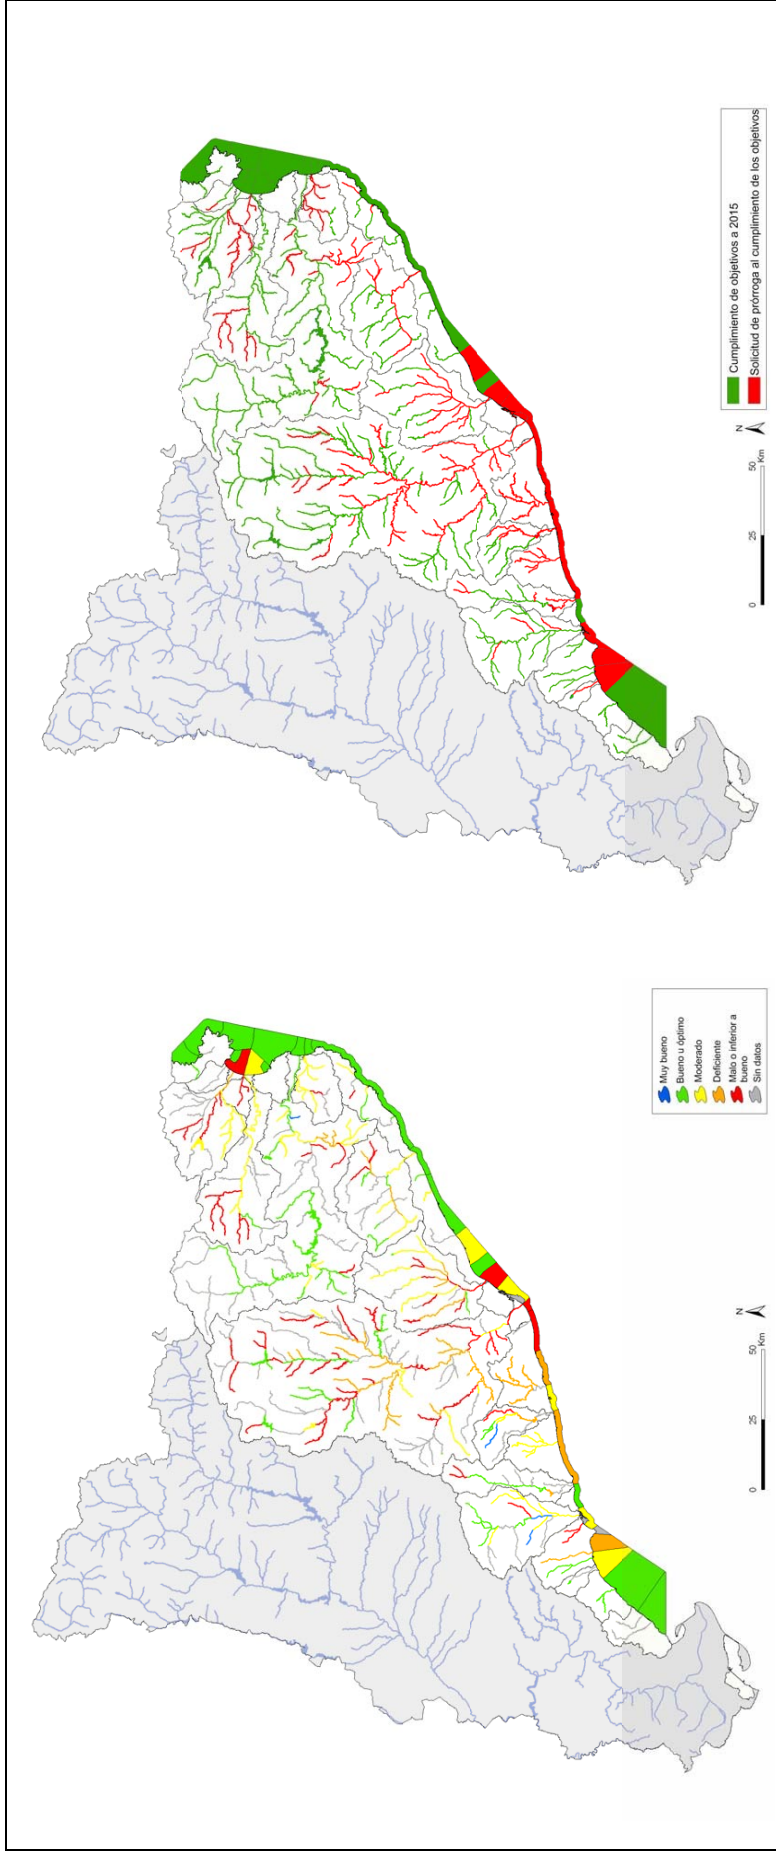 Cumplimiento de objetivos a 2015
Solicitud de prórroga al cumplimiento de los objetivos
N
0
25
50
Km
Muy bueno
Bueno u óptimo
Moderado
Deficiente
Malo o inferior a
bueno
Sin datos
N
0
25
50
Km